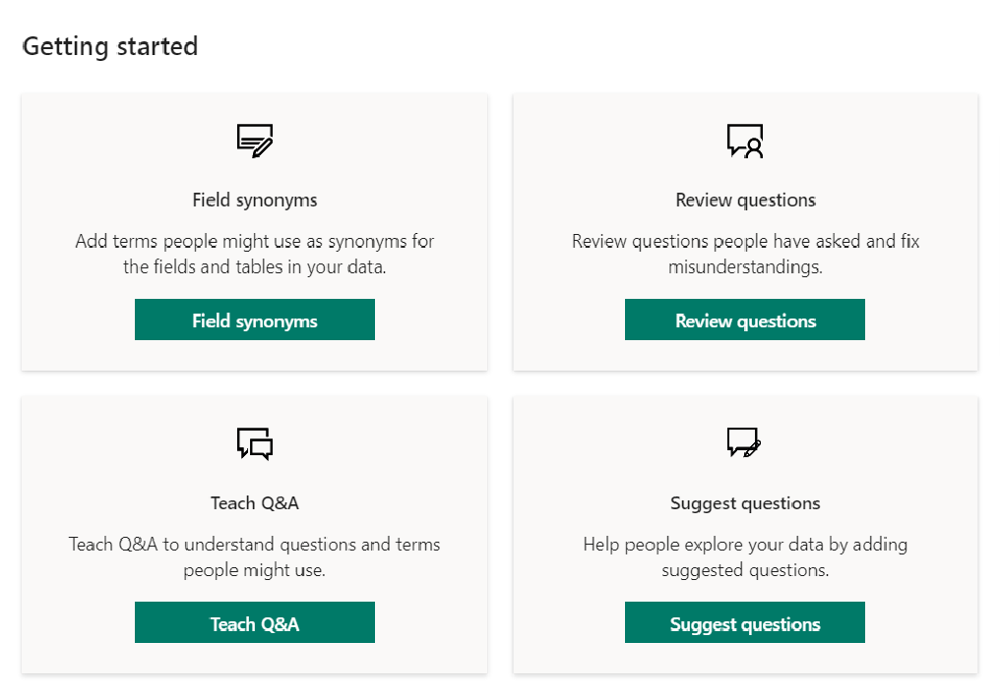 Getting started
Field synonyms
Add terms people might use as synonyms for
the fields and tables in your data.
Field synonyms
Review questions
Review questions people have asked and fix
misunderstandings.
Review questions
Teach Q&A
Teach Q&A to understand questions and terms
people might use.
Teach Q&A
Suggest questions
Help people explore your data by adding
suggested questions.
Suggest questions